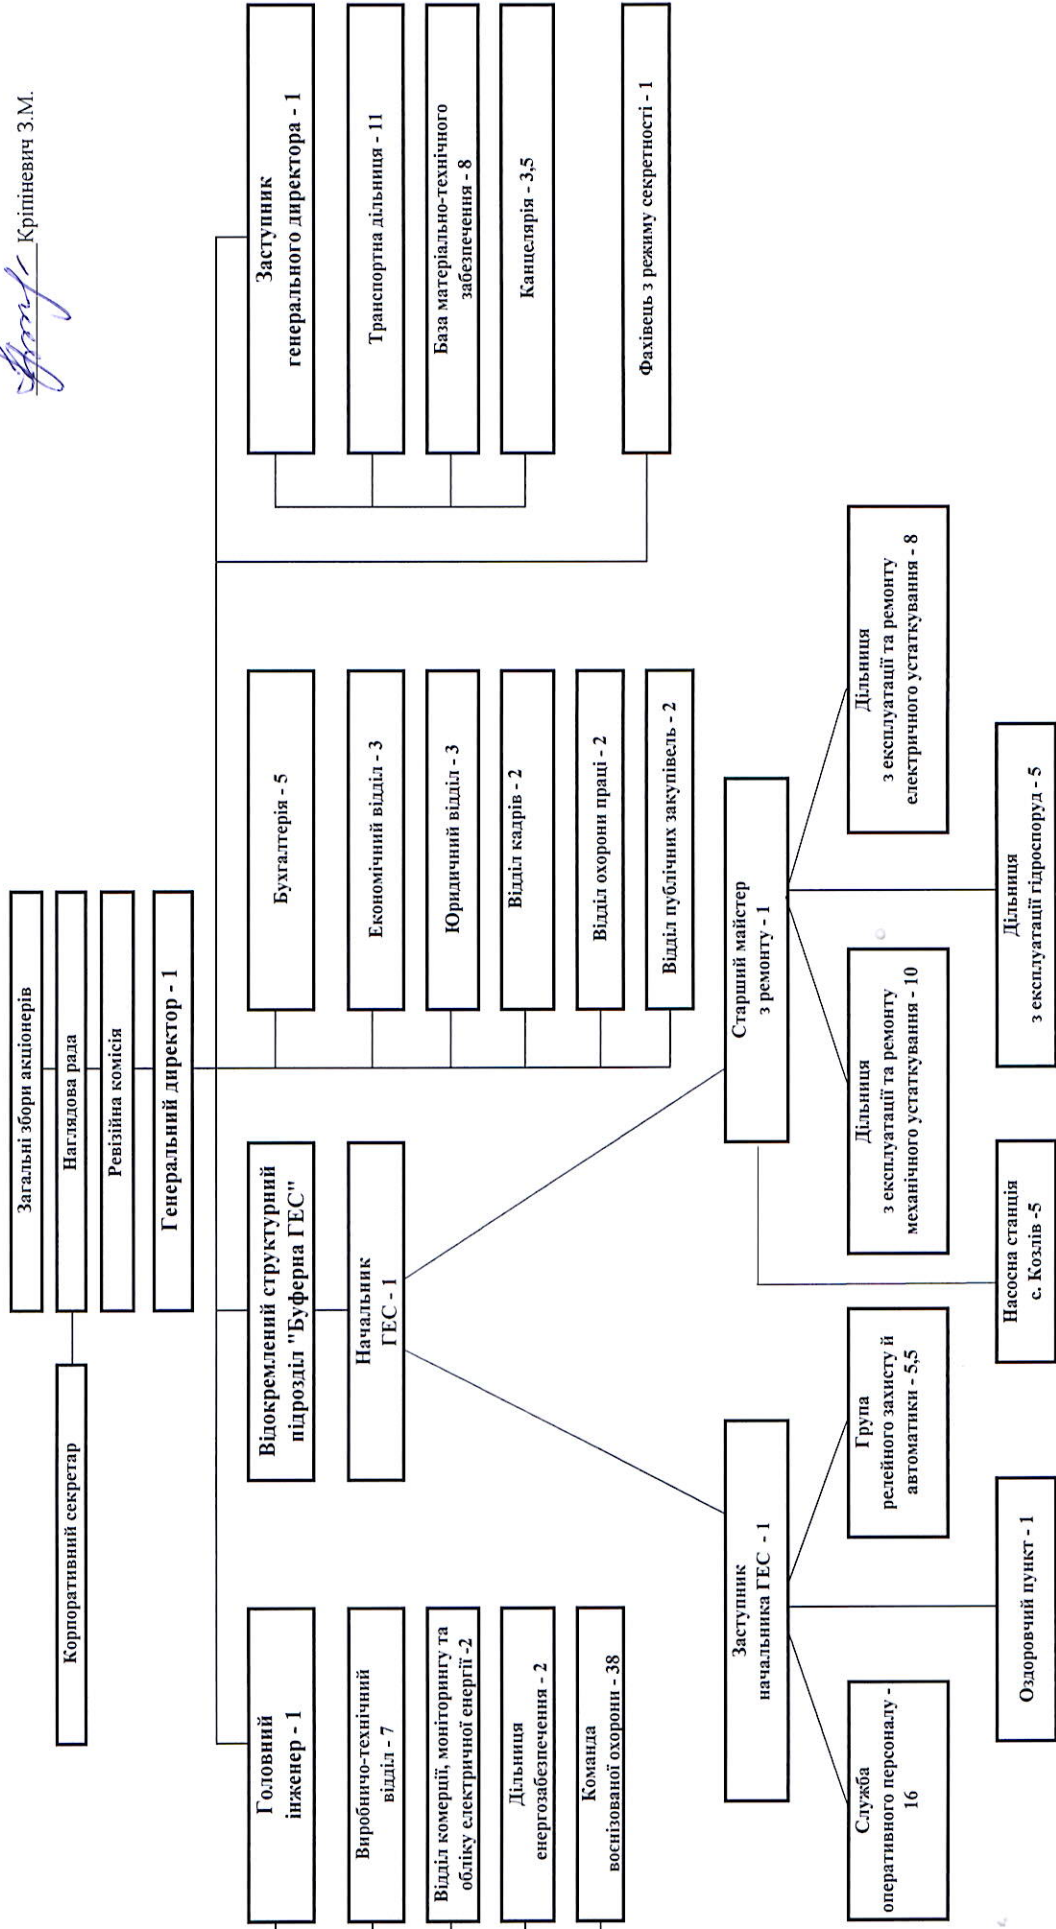 Кріпіневич З.М.
Загальні збори акціонерів
Корпоративний секретар
Наглядова рада
Ревізійна комісія
Генеральний директор - 1
Головний
інженер - 1
Виробничо-технічний
відділ - 7
Відділ комерції, моніторингу та
обліку електричної енергії -2
Дільниця
енергозабезпечення - 2
Команда
воєнізованої охорони - 38
Відокремлений структурний
підрозділ "Буферна ГЕС"
Начальник
ГЕС - 1
Бухгалтерія - 5
Економічний відділ - 3
Юридичний відділ - 3
Відділ кадрів - 2
Відділ охорони праці - 2
Відділ публічних закупівель - 2
Заступник
генерального директора - 1
Транспортна дільниця - 11
База матеріально-технічного
забезпечення - 8
Канцелярія - 3,5
Фахівець з режиму секретності - 1
Заступник
начальника ГЕС - 1
Старший майстер
з ремонту - 1
Служба
оперативного персоналу -
16
Група
релейного захисту й
автоматики - 5,5
Дільниця
з експлуатації та ремонту
механічного устаткування - 10
Дільниця
з експлуатації та ремонту
електричного устаткування - 8
Оздоровчий пункт - 1
Насосна станція
с. Козлів -5
Дільниця
з експлуатації гідроспоруд - 5